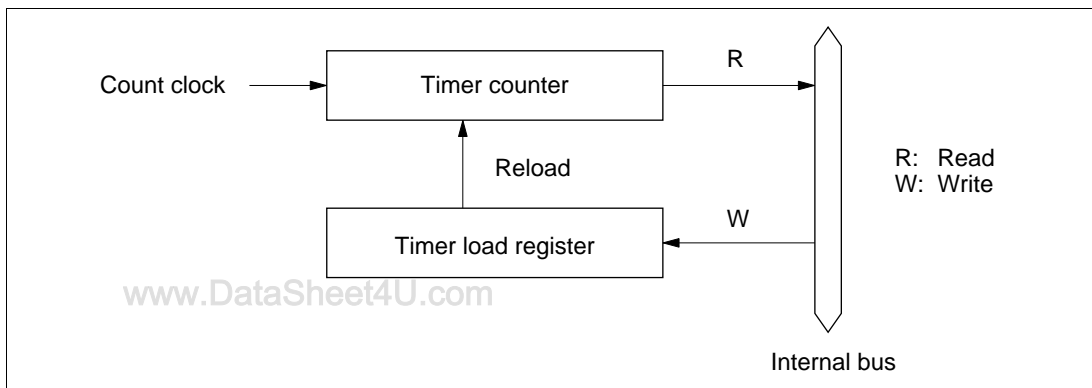 R
Count clock
Timer counter
Reload
R: Read
W: Write
W
Timer load register
www.DataSheet4U.com
Internal bus